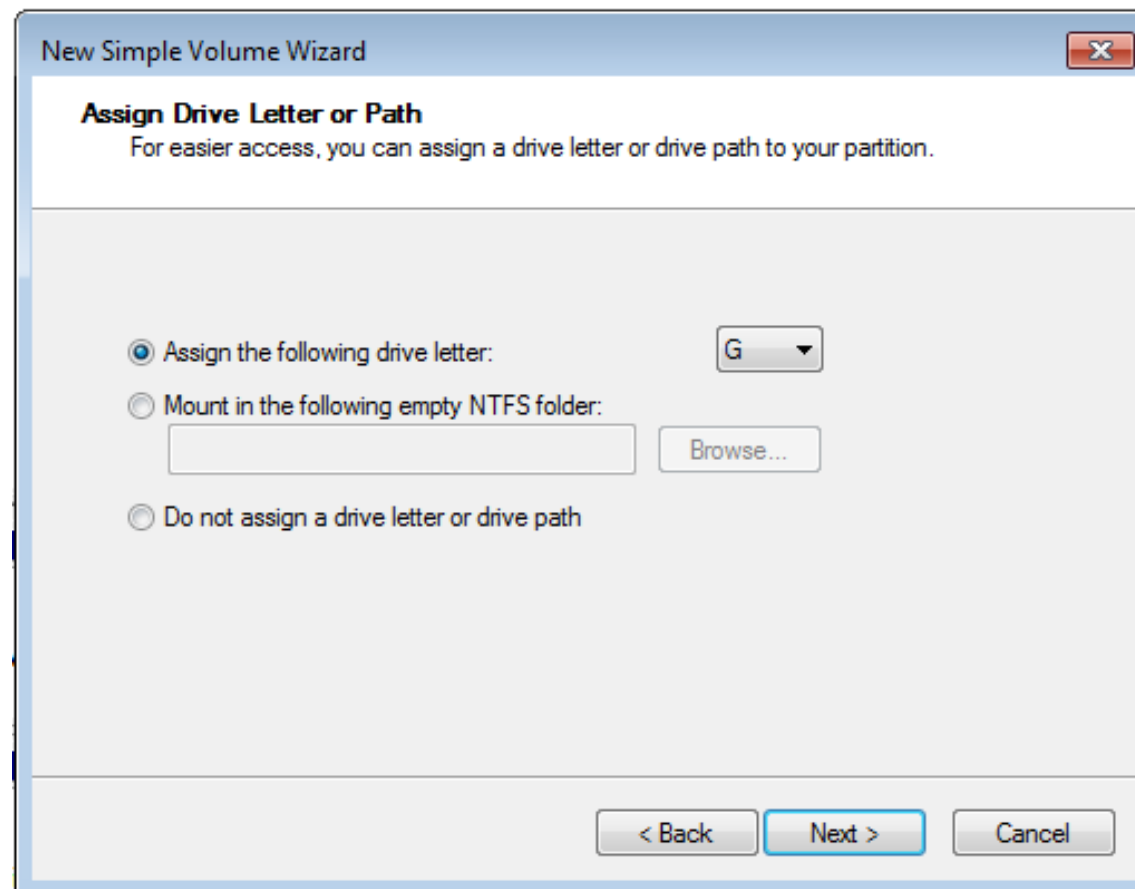 New Simple Volume Wizard
Assign Drive Letter or Path
For easier access, you can assign a drive letter or drive path to your partition.
Assign the following drive letter:
G
Mount in the following empty NTFS folder:
Browse...
Do not assign a drive letter or drive path
< Back
Next >
Cancel